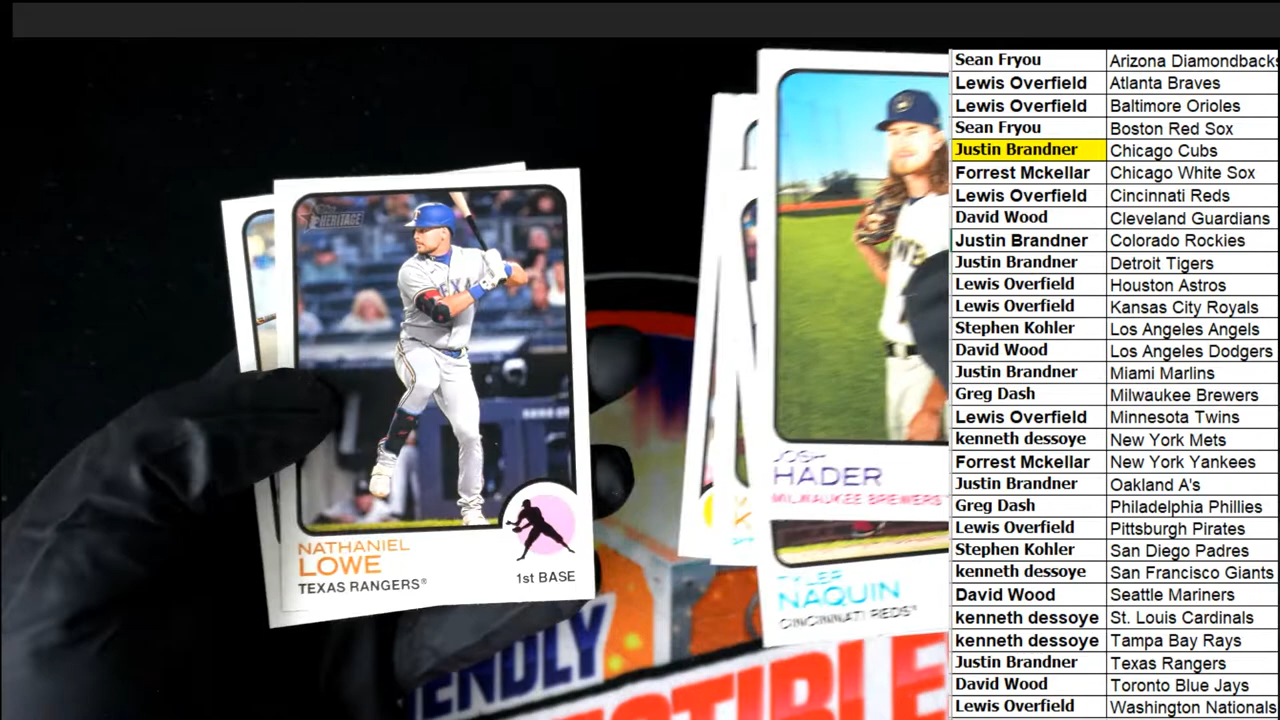 Topps
HERITAGE
NATHANIEL
LOWE
TEXAS RANGERS®
1st BASE
JOSH
HADER
MILWAUKEE BREWERS
TYLER
NAQUIN
CINCINNATI REDS®
ENDLY
Sean Fryou Arizona Diamondbacks
Lewis Overfield Atlanta Braves
Lewis Overfield Baltimore Orioles
Sean Fryou Boston Red Sox
Justin Brandner Chicago Cubs
Forrest Mckellar Chicago White Sox
Lewis Overfield Cincinnati Reds
David Wood Cleveland Guardians
Justin Brandner Colorado Rockies
Justin Brandner Detroit Tigers
Lewis Overfield Houston Astros
Lewis Overfield Kansas City Royals
Stephen Kohler Los Angeles Angels
David Wood Los Angeles Dodgers
Justin Brandner Miami Marlins
Greg Dash Milwaukee Brewers
Lewis Overfield Minnesota Twins
kenneth dessoye New York Mets
Forrest Mckellar New York Yankees
Justin Brandner Oakland A's
Greg Dash Philadelphia Phillies
Lewis Overfield Pittsburgh Pirates
Stephen Kohler San Diego Padres
kenneth dessoye San Francisco Giants
David Wood Seattle Mariners
kenneth dessoye St. Louis Cardinals
kenneth dessoye Tampa Bay Rays
Justin Brandner Texas Rangers
David Wood Toronto Blue Jays
Lewis Overfield Washington Nationals